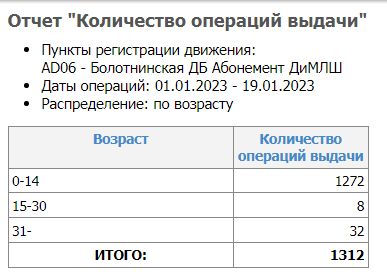 Отчет "Количество операций выдачи"
• Пункты регистрации движения:
AD06 - Болотнинская ДБ Абонемент ДиМЛШ
• Даты операций: 01.01.2023 - 19.01.2023
• Распределение: по возрасту
Возраст Количество
операций выдачи
0-14 1272
15-30 8
31- 32
ИТОГО: 1312